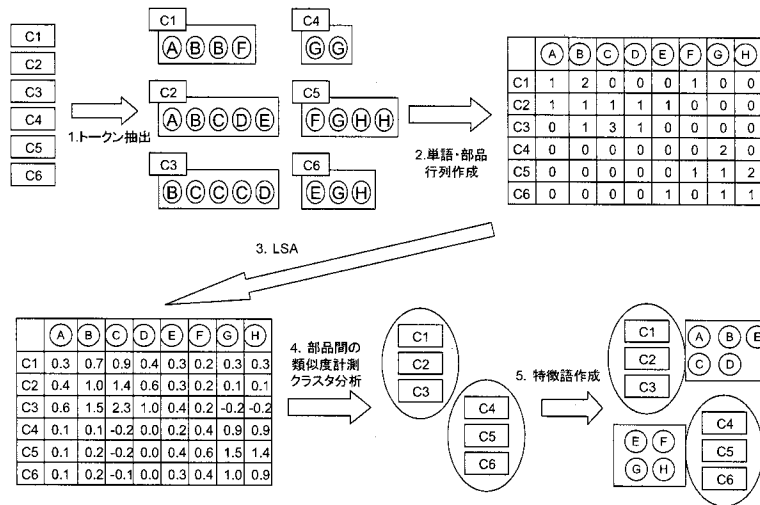 C1
C2
C3
C4
C5
C6
1.トークン抽出
C1
A B B F
C4
G G
C2
A B C D E
C5
F G H H
C3
B C C C D
C6
E G H
2.単語・部品
行列作成
A B C D E F G H
C1 1 2 0 0 0 1 0 0
C2 1 1 1 1 1 0 0 0
C3 0 1 3 1 0 0 0 0
C4 0 0 0 0 0 0 2 0
C5 0 0 0 0 0 1 1 2
C6 0 0 0 0 1 0 1 1
3. LSA
A B C D E F G H
C1 0.3 0.7 0.9 0.4 0.3 0.2 0.3 0.3
C2 0.4 1.0 1.4 0.6 0.3 0.2 0.1 0.1
C3 0.6 1.5 2.3 1.0 0.4 0.2 -0.2 -0.2
C4 0.1 0.1 -0.2 0.0 0.2 0.4 0.9 0.9
C5 0.1 0.2 -0.2 0.0 0.4 0.6 1.5 1.4
C6 0.1 0.2 -0.1 0.0 0.3 0.4 1.0 0.9
4. 部品間の
類似度計測
クラスタ分析
C1
C2
C3
C4
C5
C6
5. 特徴語作成
C1
C2
C3
A B E
C D
E F
G H
C4
C5
C6